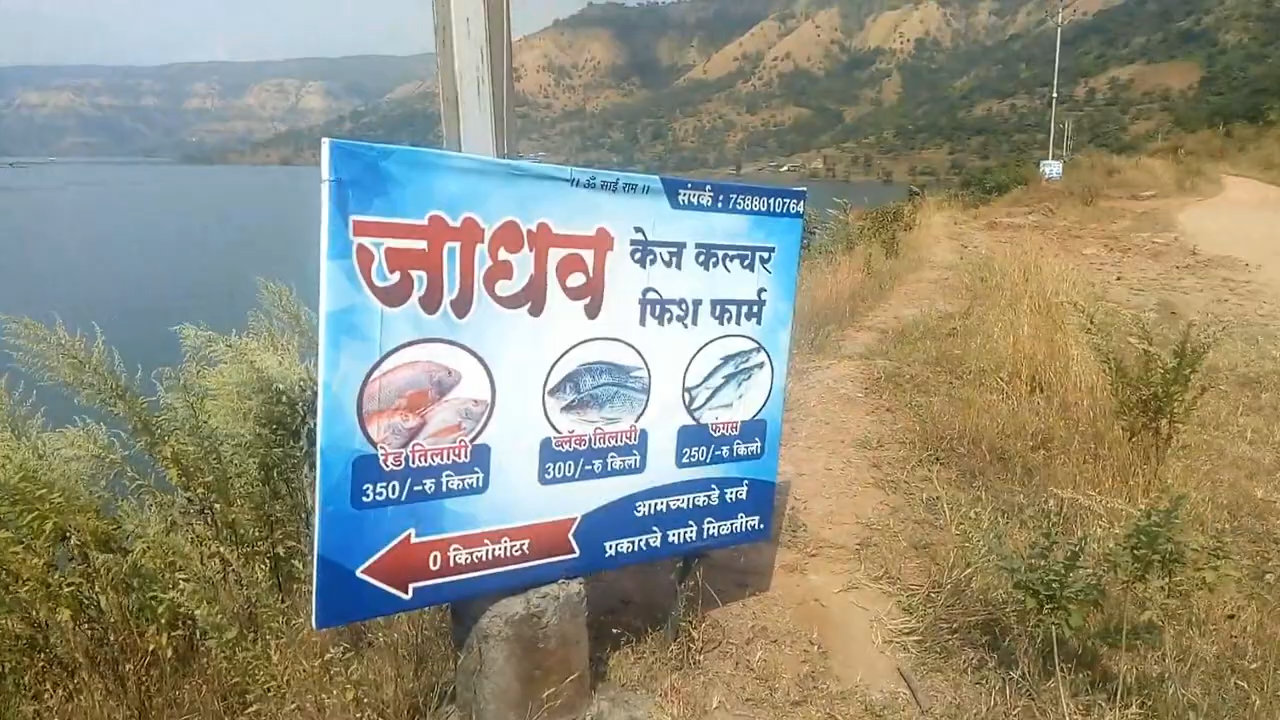 ॥ ॐ साई राम ॥
संपर्क : 7588010764
जाधव
केज कल्चर
फिश फार्म
रेड तिलापी
350/-रु किलो
ब्लॅक तिलापी
300/-रु किलो
फंगस
250/-रु किलो
0 किलोमीटर
आमच्याकडे सर्व
प्रकारचे मासे मिळतील.